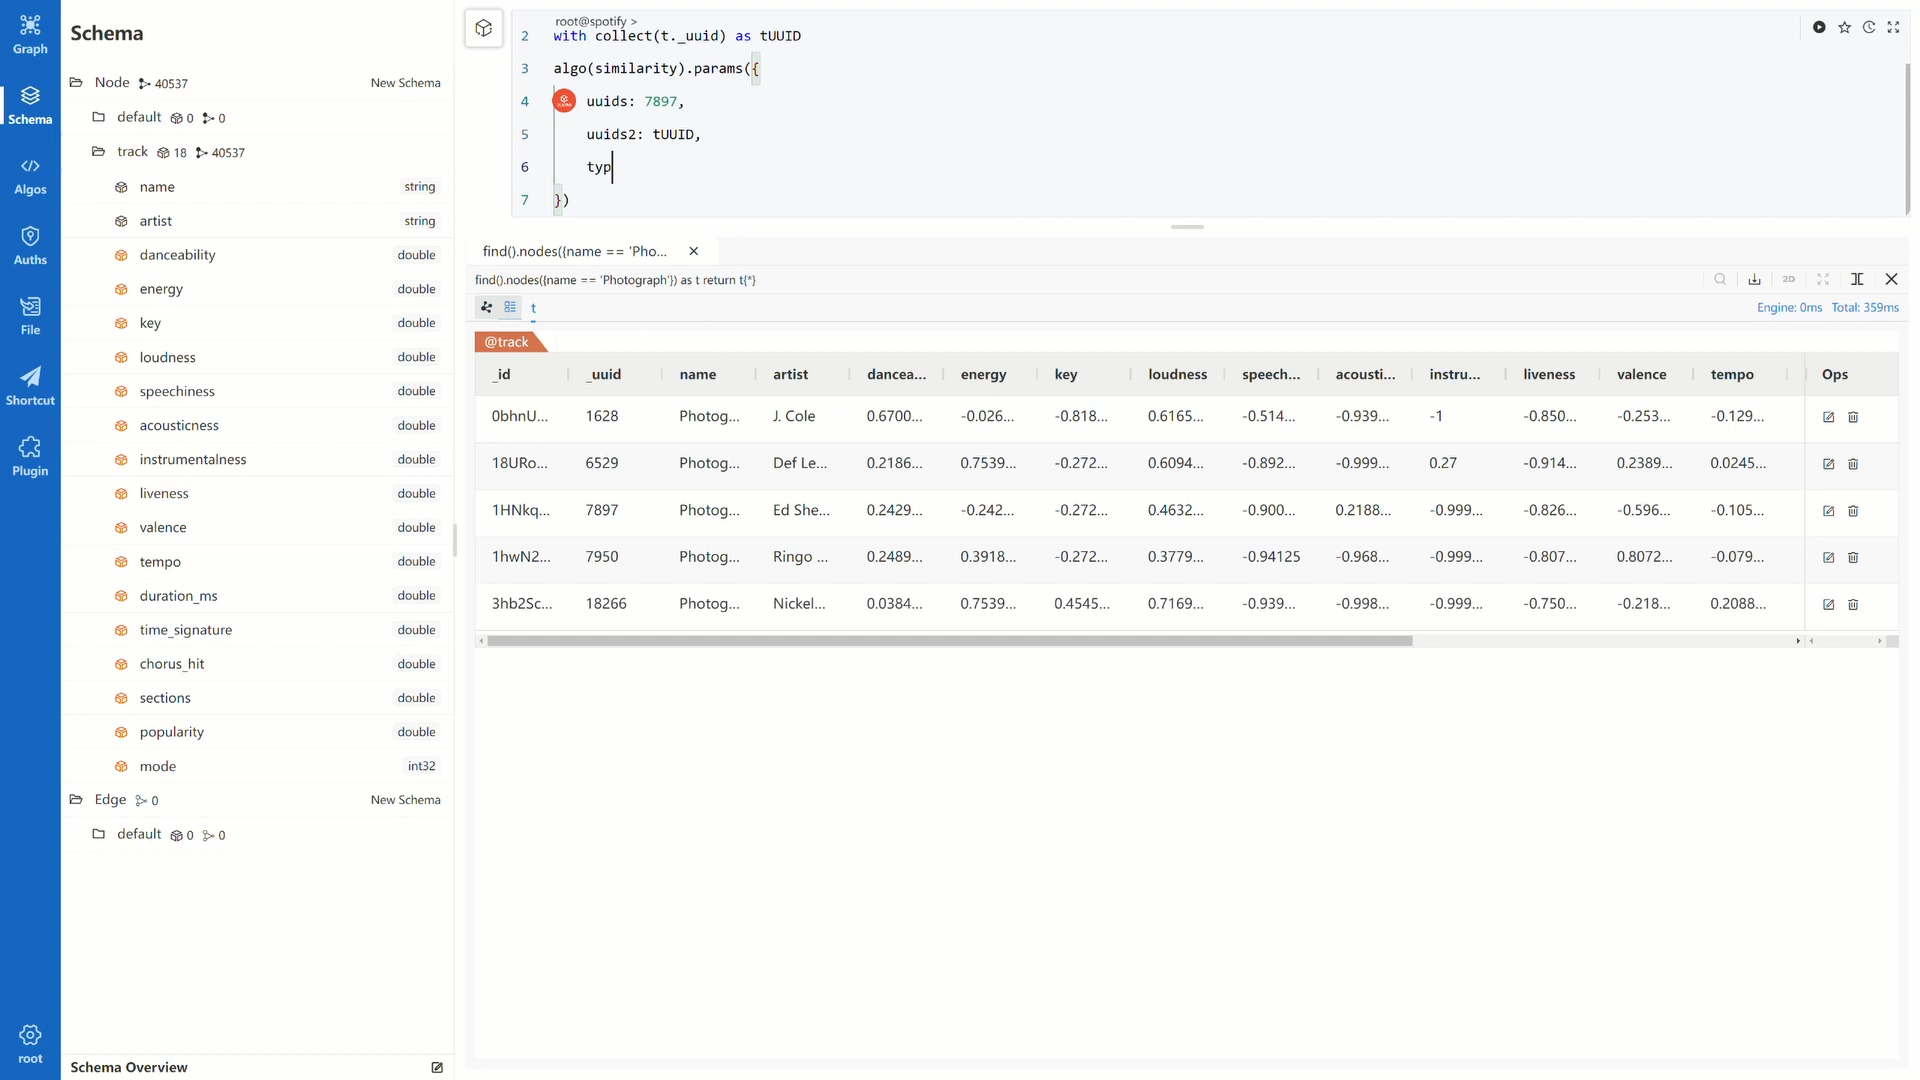 Graph
Schema
Algos
Auths
File
Shortcut
Plugin
root
Schema
Node 40537 New Schema
default 0 0
track 18 40537
name string
artist string
danceability double
energy double
key double
loudness double
speechiness double
acousticness double
instrumentalness double
liveness double
valence double
tempo double
duration_ms double
time_signature double
chorus_hit double
sections double
popularity double
mode int32
Edge 0 New Schema
default 0 0
Schema Overview
root@spotify >
2 with collect(t._uuid) as tUUID
3 algo(similarity).params({
4 uuids: 7897,
5 uuids2: tUUID,
6 typ
7 })
find().nodes({name == 'Pho...
find().nodes({name == 'Photograph'}) as t return t{*}
2D
t
Engine: 0ms Total: 359ms
@track
_id _uuid name artist dancea... energy key loudness speech... acousti... instru... liveness valence tempo Ops
0bhnU... 1628 Photog... J. Cole 0.6700... -0.026... -0.818... 0.6165... -0.514... -0.939... -1 -0.850... -0.253... -0.129...
18URo... 6529 Photog... Def Le... 0.2186... 0.7539... -0.272... 0.6094... -0.892... -0.999... 0.27 -0.914... 0.2389... 0.0245...
1HNkq... 7897 Photog... Ed She... 0.2429... -0.242... -0.272... 0.4632... -0.900... 0.2188... -0.999... -0.826... -0.596... -0.105...
1hwN2... 7950 Photog... Ringo ... 0.2489... 0.3918... -0.272... 0.3779... -0.94125 -0.968... -0.999... -0.807... 0.8072... -0.079...
3hb2Sc... 18266 Photog... Nickel... 0.0384... 0.7539... 0.4545... 0.7169... -0.939... -0.998... -0.999... -0.750... -0.218... 0.2088...